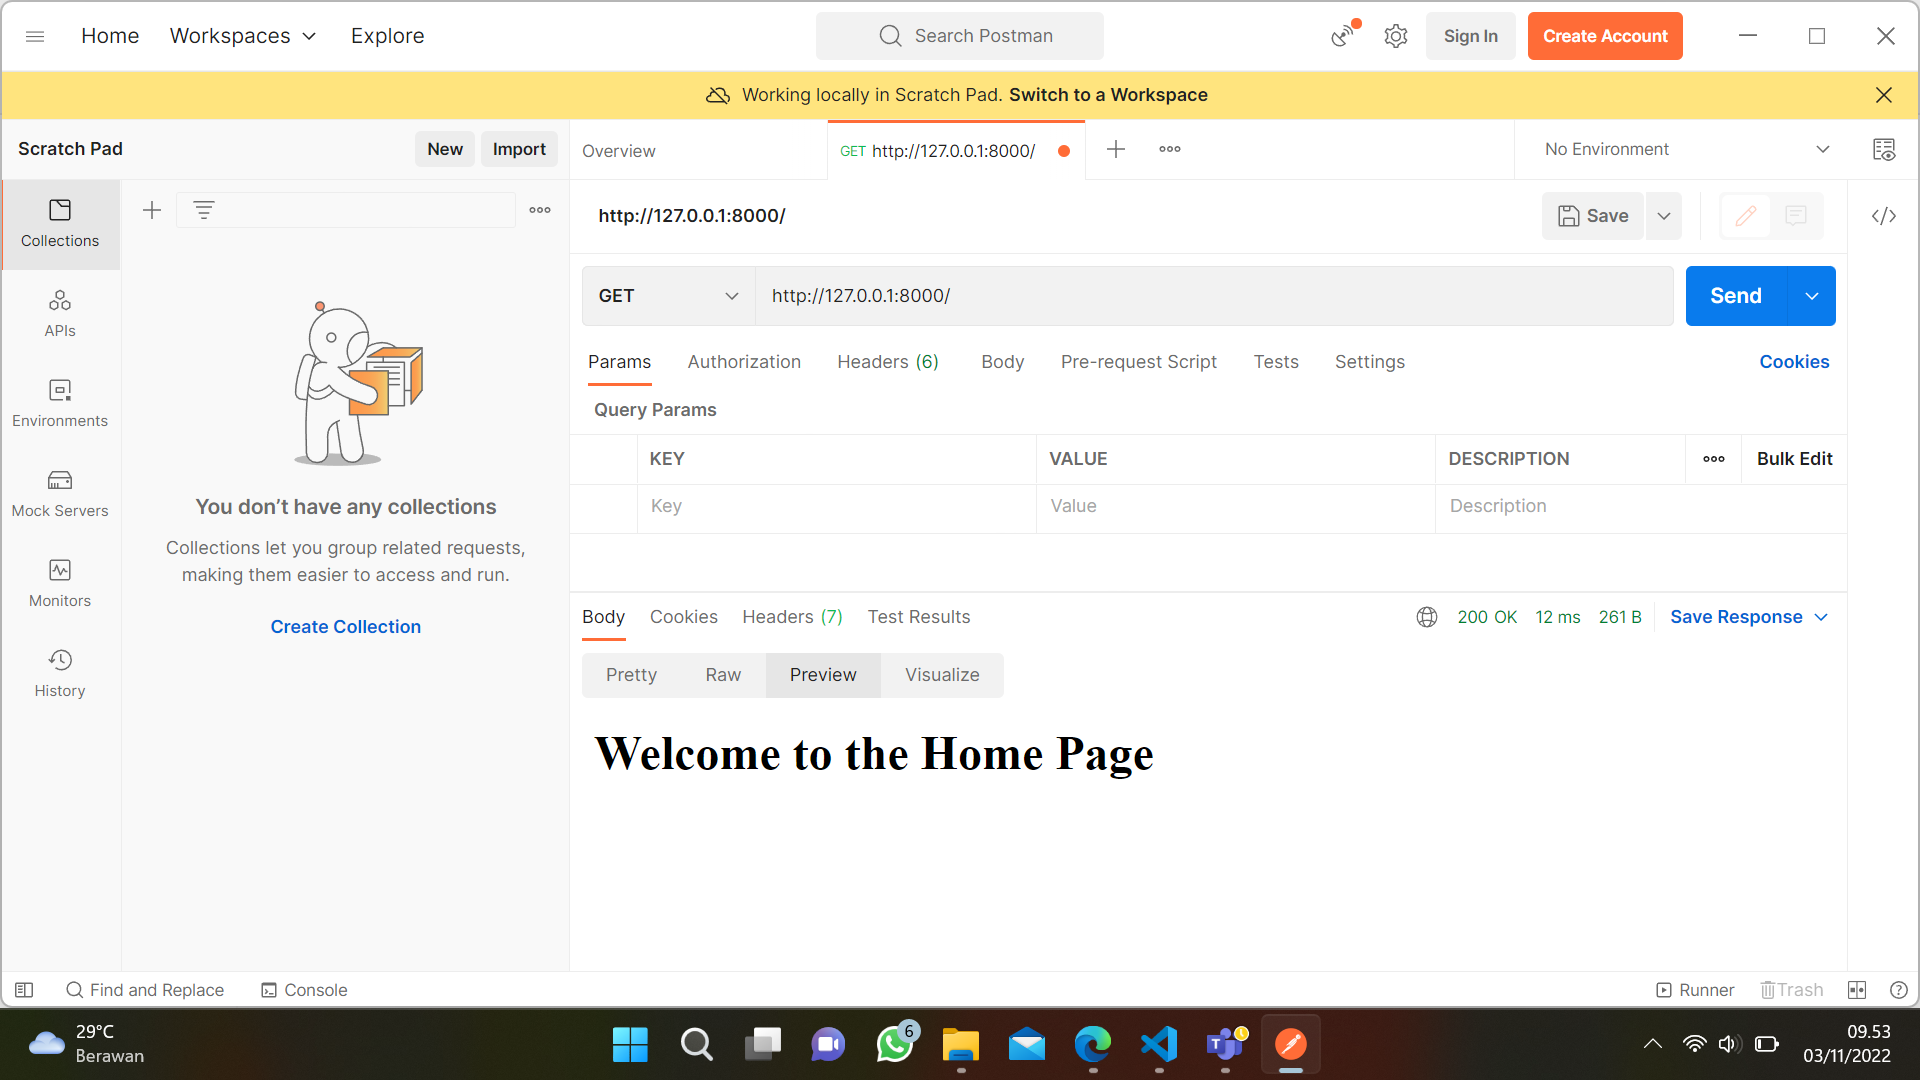 Home Workspaces Explore Search Postman Sign In Create Account
Working locally in Scratch Pad. Switch to a Workspace
Scratch Pad New Import Overview GET http://127.0.0.1:8000/ No Environment
Collections
APIs
Environments
Mock Servers
Monitors
History
You don’t have any collections
Collections let you group related requests,
making them easier to access and run.
Create Collection
http://127.0.0.1:8000/ Save
GET http://127.0.0.1:8000/ Send
Params Authorization Headers (6) Body Pre-request Script Tests Settings Cookies
Query Params
KEY VALUE DESCRIPTION Bulk Edit
Key Value Description
Body Cookies Headers (7) Test Results 200 OK 12 ms 261 B Save Response
Pretty Raw Preview Visualize
Welcome to the Home Page
Find and Replace Console Runner Trash
29°C
Berawan
6
T
09.53
03/11/2022